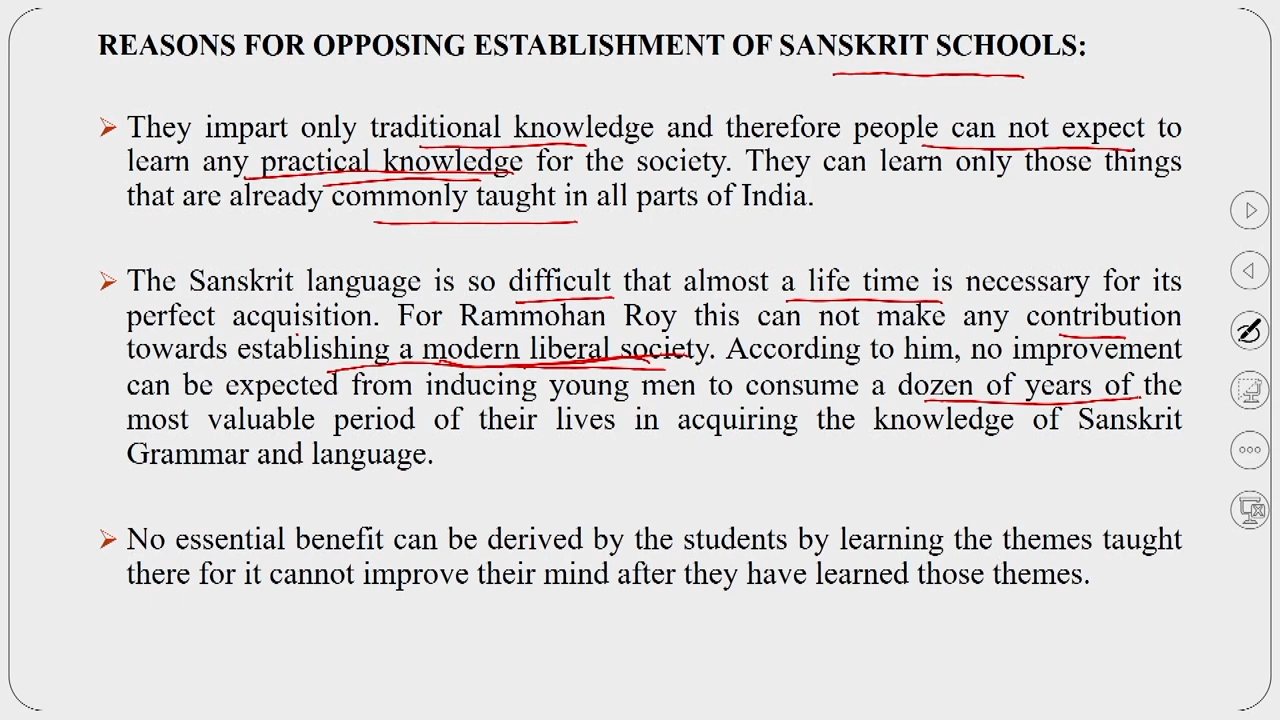 REASONS FOR OPPOSING ESTABLISHMENT OF SANSKRIT SCHOOLS:
They impart only traditional knowledge and therefore people can not expect to
learn any practical knowledge for the society. They can learn only those things
that are already commonly taught in all parts of India.
The Sanskrit language is so difficult that almost a life time is necessary for its
perfect acquisition. For Rammohan Roy this can not make any contribution
towards establishing a modern liberal society. According to him, no improvement
can be expected from inducing young men to consume a dozen of years of the
most valuable period of their lives in acquiring the knowledge of Sanskrit
Grammar and language.
No essential benefit can be derived by the students by learning the themes taught
there for it cannot improve their mind after they have learned those themes.